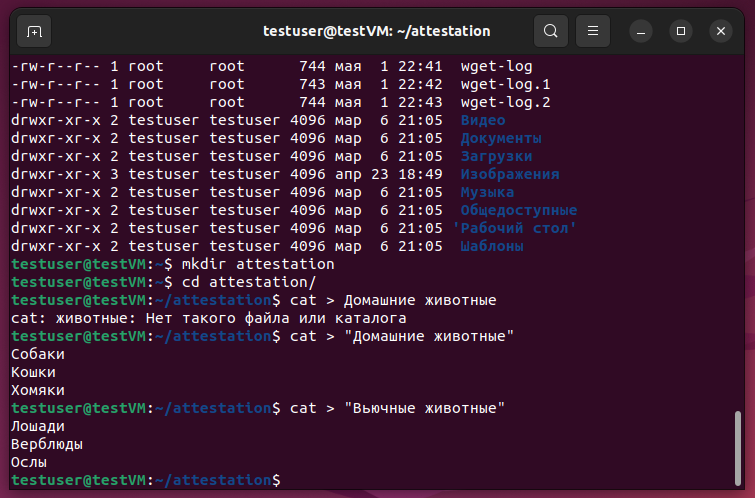 testuser@testVM: ~/attestation
-rw-r--r-- 1 root     root      744 мая  1 22:41  wget-log
-rw-r--r-- 1 root     root      743 мая  1 22:42  wget-log.1
-rw-r--r-- 1 root     root      744 мая  1 22:43  wget-log.2
drwxr-xr-x 2 testuser testuser 4096 мар  6 21:05  Видео
drwxr-xr-x 2 testuser testuser 4096 мар  6 21:05  Документы
drwxr-xr-x 2 testuser testuser 4096 мар  6 21:05  Загрузки
drwxr-xr-x 3 testuser testuser 4096 апр 23 18:49  Изображения
drwxr-xr-x 2 testuser testuser 4096 мар  6 21:05  Музыка
drwxr-xr-x 2 testuser testuser 4096 мар  6 21:05  Общедоступные
drwxr-xr-x 2 testuser testuser 4096 мар  6 21:05 'Рабочий стол'
drwxr-xr-x 2 testuser testuser 4096 мар  6 21:05  Шаблоны
testuser@testVM:~$ mkdir attestation
testuser@testVM:~$ cd attestation/
testuser@testVM:~/attestation$ cat > Домашние животные
cat: животные: Нет такого файла или каталога
testuser@testVM:~/attestation$ cat > "Домашние животные"
Собаки
Кошки
Хомяки
testuser@testVM:~/attestation$ cat > "Вьючные животные"
Лошади
Верблюды
Ослы
testuser@testVM:~/attestation$